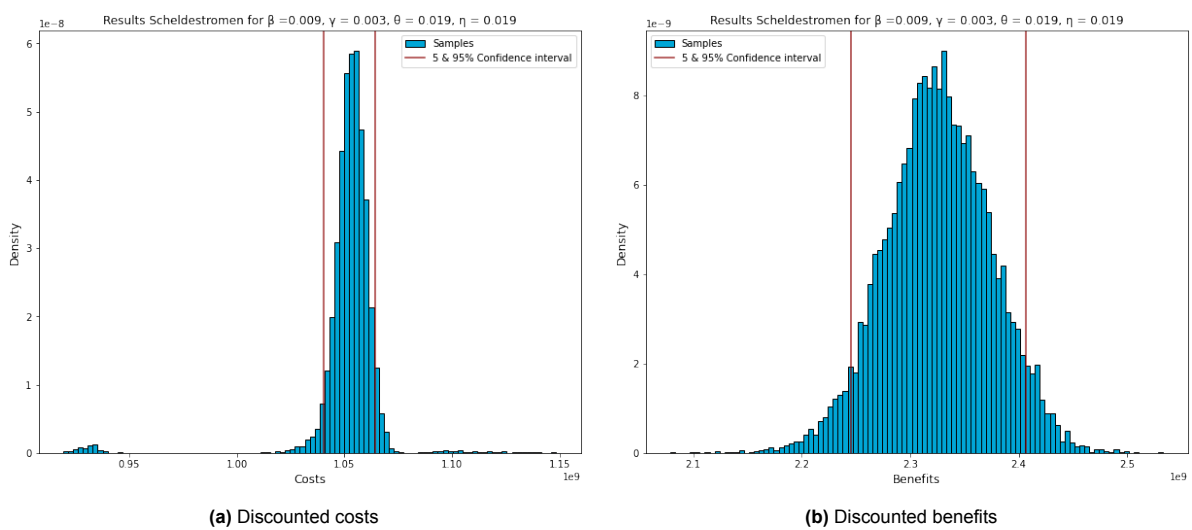 Results Scheldestromen for β =0.009, γ = 0.003, θ = 0.019, η = 0.019
1e−8
Samples
5 & 95% Confidence interval
6
5
4
3
2
1
0
Density
0.95
1.00
1.05
1.10
1.15
1e9
Costs
(a) Discounted costs
Results Scheldestromen for β =0.009, γ = 0.003, θ = 0.019, η = 0.019
1e−9
Samples
5 & 95% Confidence interval
8
6
4
2
0
Density
2.1
2.2
2.3
2.4
2.5
1e9
Benefits
(b) Discounted benefits